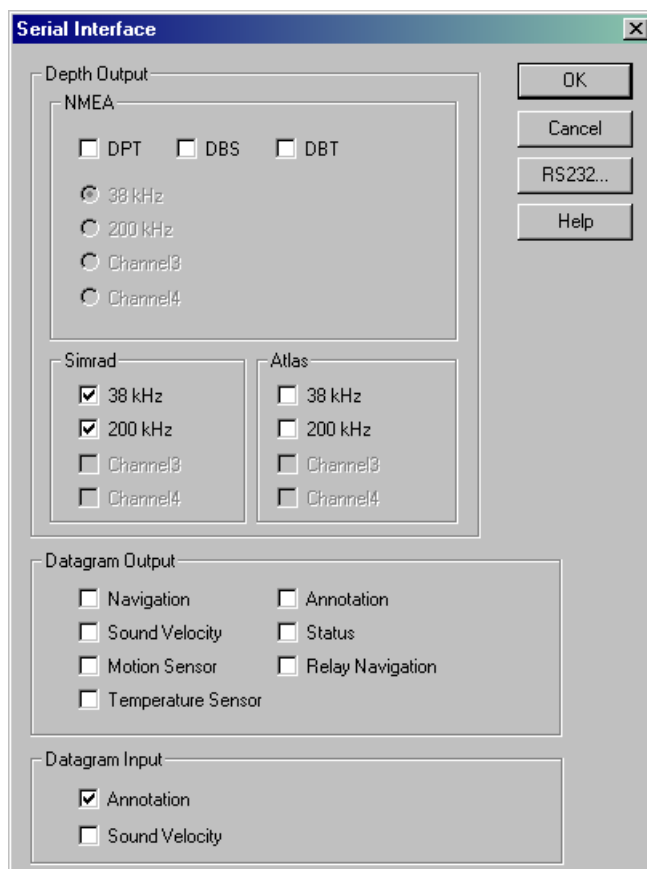 Serial Interface
Depth Output
NMEA
DPT DBS DBT
38 kHz
200 kHz
Channel3
Channel4
Simrad
38 kHz
200 kHz
Channel3
Channel4
Atlas
38 kHz
200 kHz
Channel3
Channel4
OK
Cancel
RS232...
Help
Datagram Output
Navigation
Sound Velocity
Motion Sensor
Temperature Sensor
Annotation
Status
Relay Navigation
Datagram Input
Annotation
Sound Velocity